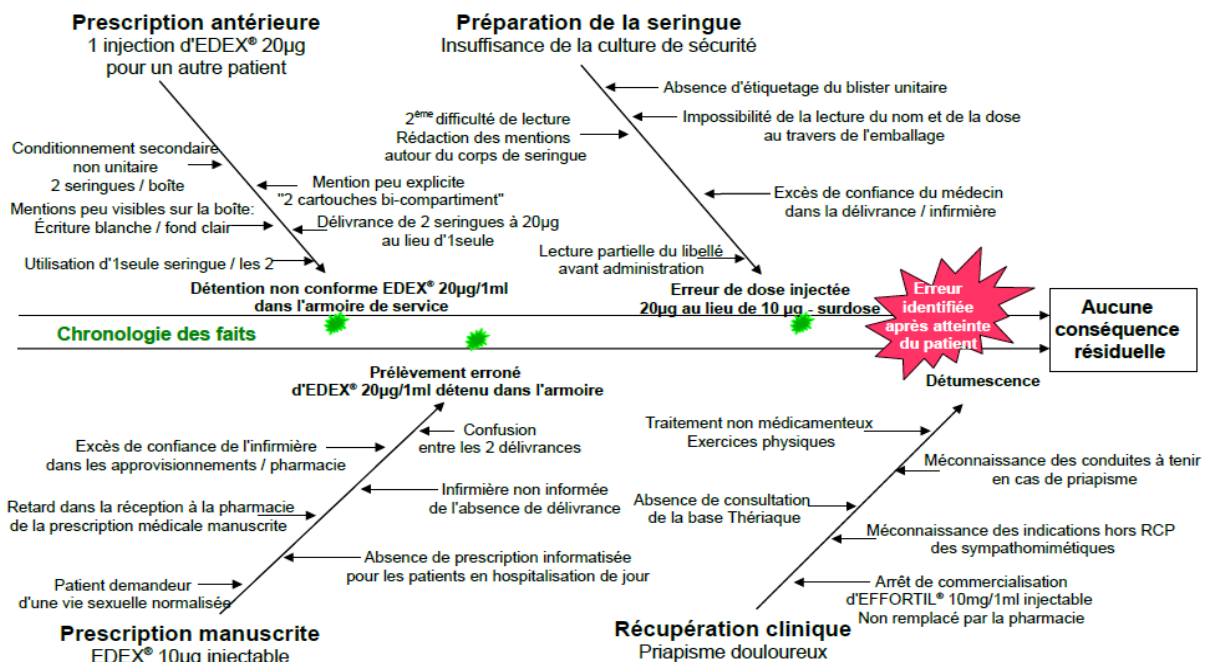 Prescription antérieure
1 injection d'EDEX® 20µg
pour un autre patient
Préparation de la seringue
Insuffisance de la culture de sécurité
Absence d'étiquetage du blister unitaire
2ème difficulté de lecture
Rédaction des mentions
autour du corps de seringue
Impossibilité de la lecture du nom et de la dose
au travers de l'emballage
Conditionnement secondaire
non unitaire
2 seringues / boîte
Mention peu explicite
"2 cartouches bi-compartiment"
Excès de confiance du médecin
dans la délivrance / infirmière
Mentions peu visibles sur la boîte:
Écriture blanche / fond clair
Délivrance de 2 seringues à 20µg
au lieu d'1seule
Utilisation d'1seule seringue / les 2
Lecture partielle du libellé
avant administration
Détention non conforme EDEX® 20µg/1ml
dans l'armoire de service
Erreur de dose injectée
20µg au lieu de 10 µg - surdose
Erreur
identifiée
après atteinte
du patient
Aucune
conséquence
résiduelle
Chronologie des faits
Prélèvement erroné
d'EDEX® 20µg/1ml détenu dans l'armoire
Détumescence
Excès de confiance de l'infirmière
dans les approvisionnements / pharmacie
Confusion
entre les 2 délivrances
Traitement non médicamenteux
Exercices physiques
Méconnaissance des conduites à tenir
en cas de priapisme
Retard dans la réception à la pharmacie
de la prescription médicale manuscrite
Infirmière non informée
de l'absence de délivrance
Absence de consultation
de la base Thériaque
Méconnaissance des indications hors RCP
des sympathomimétiques
Absence de prescription informatisée
pour les patients en hospitalisation de jour
Patient demandeur
d'une vie sexuelle normalisée
Arrêt de commercialisation
d'EFFORTIL® 10mg/1ml injectable
Non remplacé par la pharmacie
Prescription manuscrite
EDEX® 10µg injectable
Récupération clinique
Priapisme douloureux